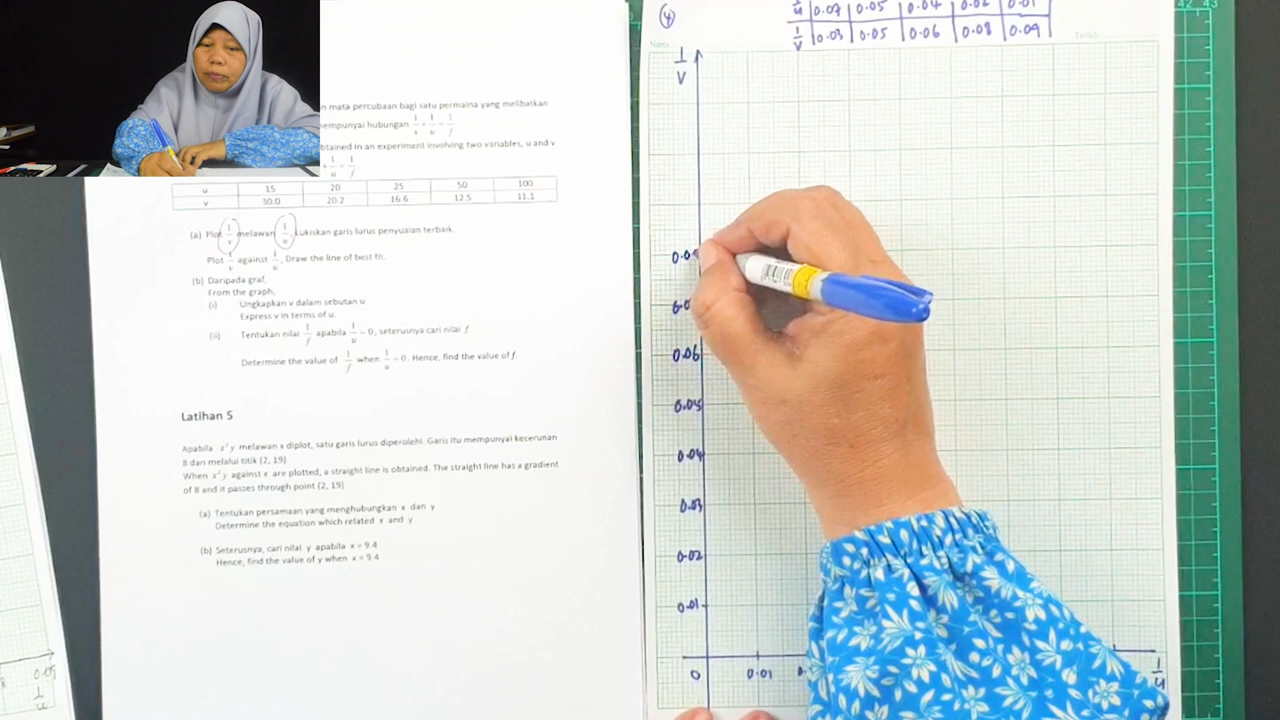 n mata percubaan bagi satu permaina yang melibatkan
empunyai hubungan 1/v + 1/u = 1/f
btained in an experiment involving two variables, u and v
+ 1/u = 1/f.
u 15 20 25 50 100
v 30.0 20.2 16.6 12.5 11.1
(a) Plot 1/v melawan 1/u, Lukiskan garis lurus penyuaian terbaik.
Plot 1/v against 1/u, Draw the line of best fit.
(b) Daripada graf,
From the graph,
(i) Ungkapkan v dalam sebutan u
Express v in terms of u.
(ii) Tentukan nilai 1/f apabila 1/u = 0, seterusnya cari nilai f
Determine the value of 1/f when 1/u = 0. Hence, find the value of f.
Latihan 5
Apabila x²y melawan x diplot, satu garis lurus diperolehi. Garis itu mempunyai kecerunan
8 dan melalui titik (2, 19).
When x²y against x are plotted, a straight line is obtained. The straight line has a gradient
of 8 and it passes through point (2, 19)
(a) Tentukan persamaan yang menghubungkan x dan y
Determine the equation which related x and y
(b) Seterusnya, cari nilai y apabila x = 9.4
Hence, find the value of y when x = 9.4
4
1/u 0.07 0.05 0.04 0.02 0.01
1/v 0.03 0.05 0.06 0.08 0.09
1/v
0.06
0.05
0.04
0.03
0.02
0.01
0 0.01
1/u
42 43
1/u